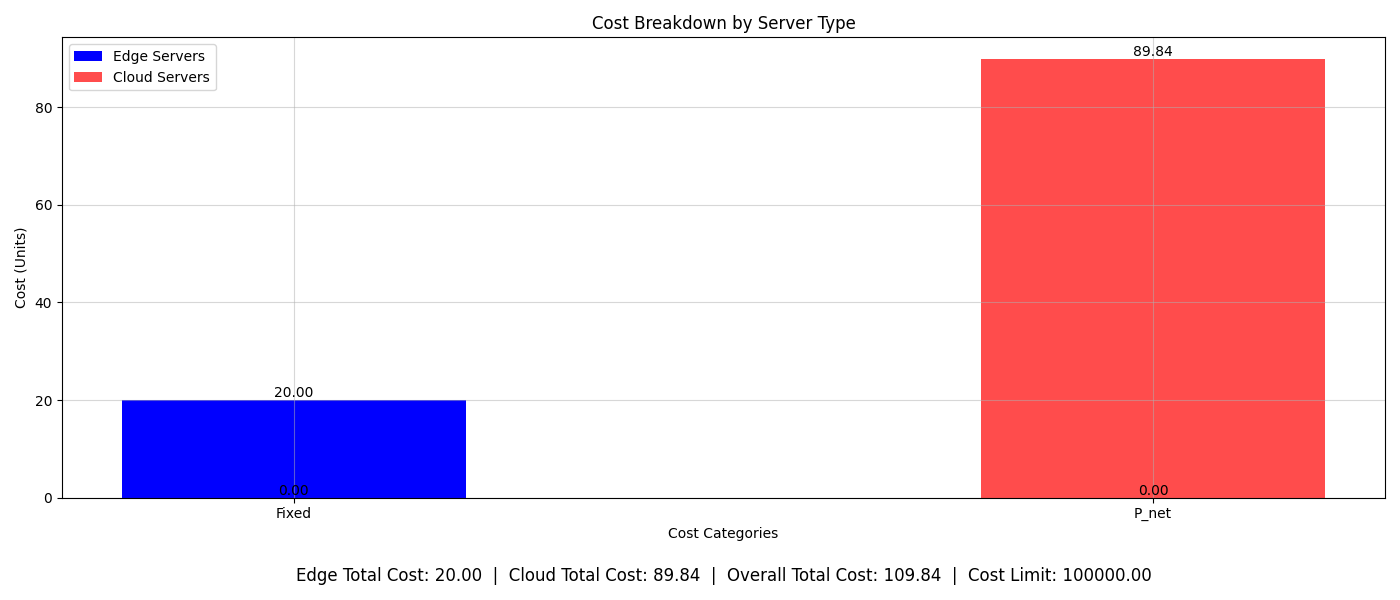 Cost Breakdown by Server Type
Edge Servers
Cloud Servers
Cost (Units)
80
60
40
20
0
20.00
0.00
89.84
0.00
Fixed
P_net
Cost Categories
Edge Total Cost: 20.00 | Cloud Total Cost: 89.84 | Overall Total Cost: 109.84 | Cost Limit: 100000.00